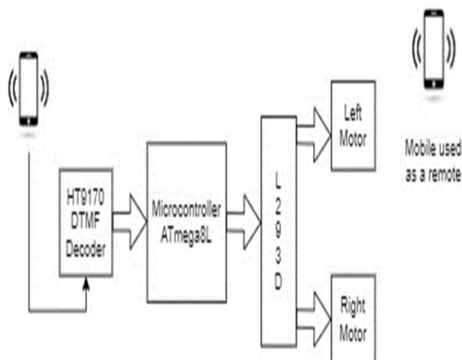 HT9170
DTMF
Decoder
Microcontroller
ATmega8L
L
2
9
3
D
Left
Motor
Right
Motor
Mobile used
as a remote